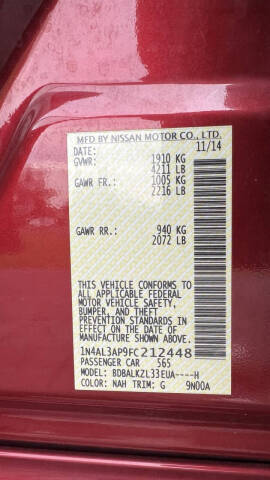 MFD BY NISSAN MOTOR CO., LTD.
DATE: 11/14
GVWR: 1910 KG
4211 LB
GAWR FR.: 1005 KG
2216 LB
GAWR RR.: 940 KG
2072 LB
THIS VEHICLE CONFORMS TO
ALL APPLICABLE FEDERAL
MOTOR VEHICLE SAFETY,
BUMPER, AND THEFT
PREVENTION STANDARDS
IN EFFECT ON THE DATE OF
MANUFACTURE SHOWN ABOVE.
1N4AL3AP9FC212448
PASSENGER CAR 565
MODEL: BDBALKZL33EUA----H
COLOR: NAH TRIM: G 9N00A